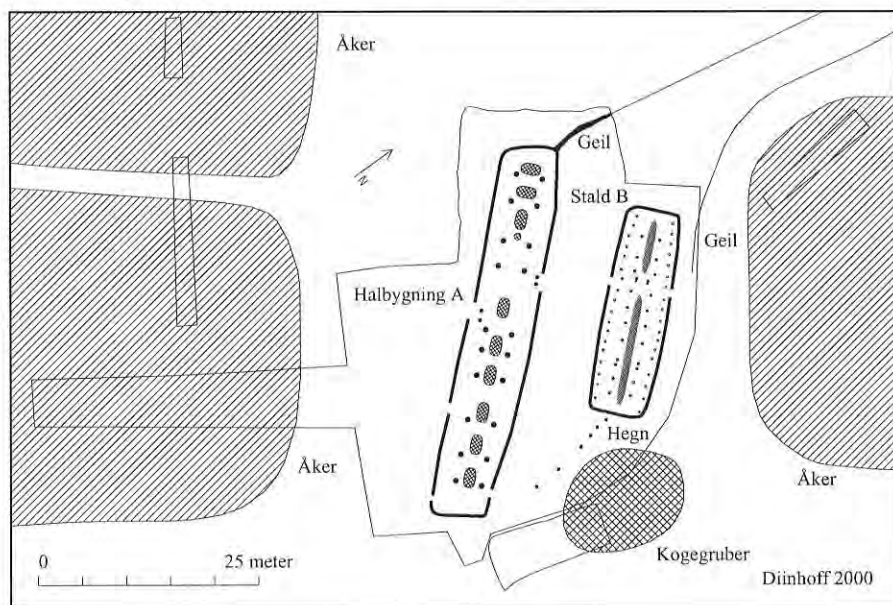 Åker
Geil
N
Stald B
Geil
Halbygning A
Hegn
Åker
Åker
0 25 meter
Kogegruber
Diinhoff 2000